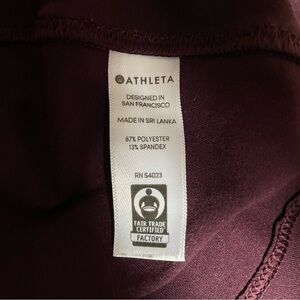 ATHLETA
DESIGNED IN
SAN FRANCISCO
MADE IN SRI LANKA
87% POLYESTER
13% SPANDEX
RN 54023
FAIR TRADE
CERTIFIED
FACTORY